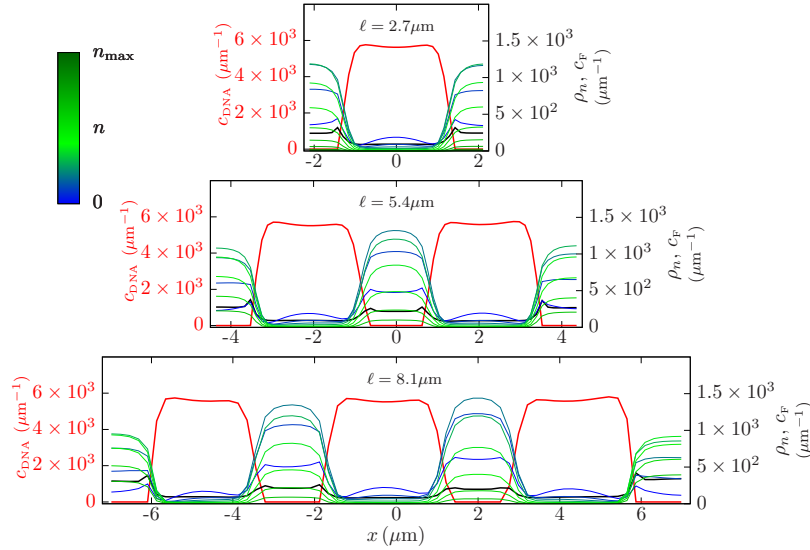 n_max
n
0
ℓ = 2.7μm
c_DNA (μm⁻¹)
6 × 10³
4 × 10³
2 × 10³
0
1.5 × 10³
1 × 10³
5 × 10²
0
ρ_n, c_F
(μm⁻¹)
-2 -1 0 1 2
ℓ = 5.4μm
c_DNA (μm⁻¹)
6 × 10³
4 × 10³
2 × 10³
0
1.5 × 10³
1 × 10³
5 × 10²
0
ρ_n, c_F
(μm⁻¹)
-4 -3 -2 -1 0 1 2 3 4
ℓ = 8.1μm
c_DNA (μm⁻¹)
6 × 10³
4 × 10³
2 × 10³
0
1.5 × 10³
1 × 10³
5 × 10²
0
ρ_n, c_F
(μm⁻¹)
-6 -4 -2 0 2 4 6
x (μm)